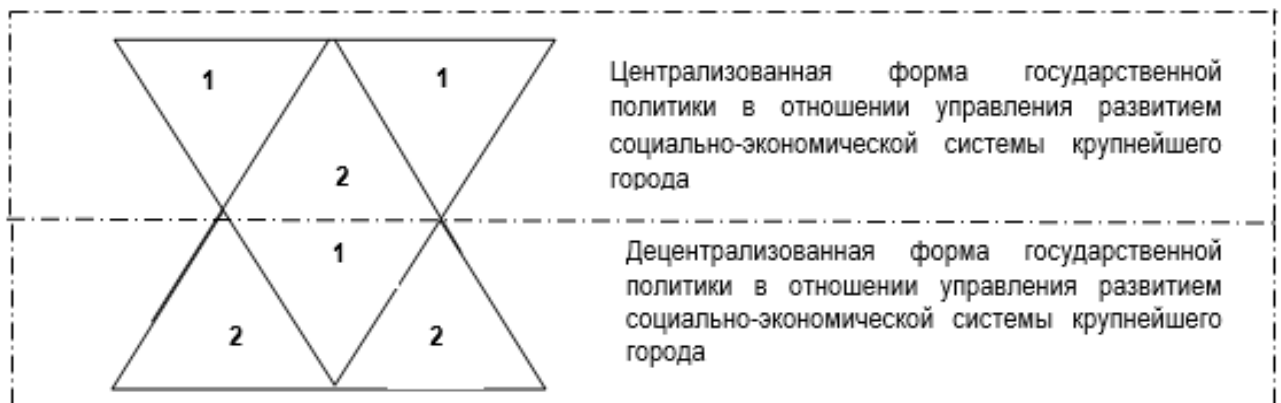 1 1
Централизованная форма государственной
политики в отношении управления развитием
социально-экономической системы крупнейшего
города
2
1
Децентрализованная форма государственной
политики в отношении управления развитием
социально-экономической системы крупнейшего
города
2 2